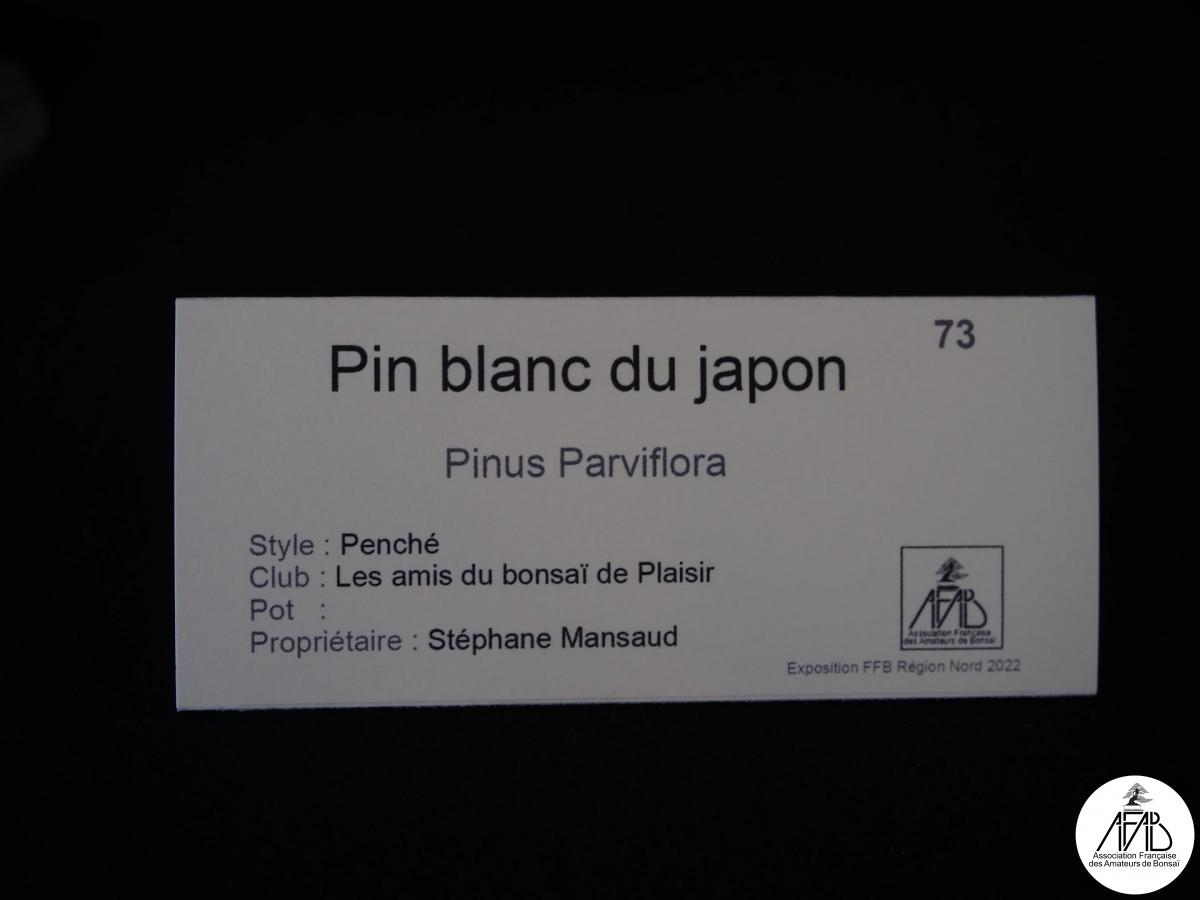 73
Pin blanc du japon
Pinus Parviflora
Style : Penché
Club : Les amis du bonsaï de Plaisir
Pot :
Propriétaire : Stéphane Mansaud
AFAB
Association Française
des Amateurs de Bonsaï
Exposition FFB Région Nord 2022
AFAB
Association Française
des Amateurs de Bonsaï